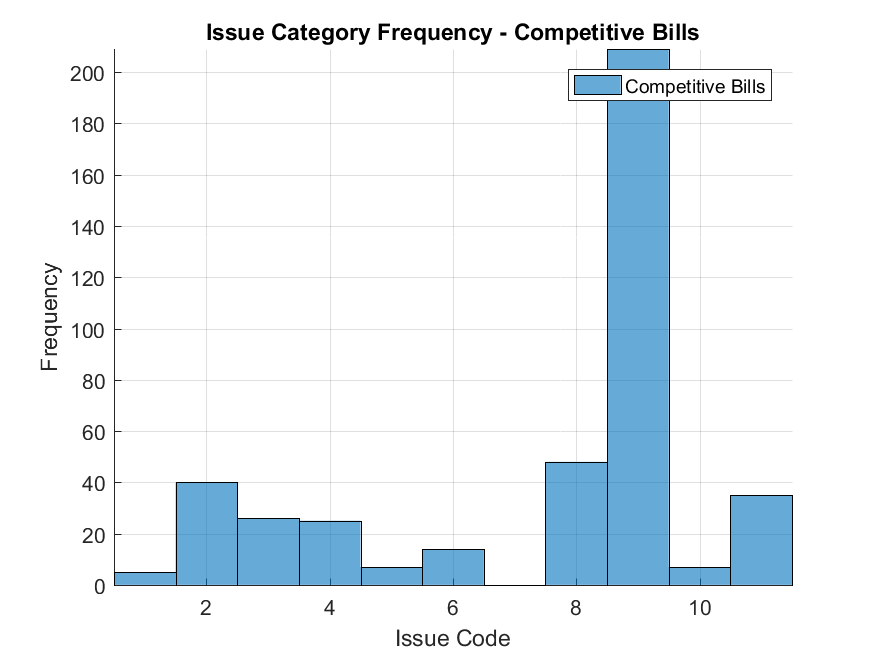 Issue Category Frequency - Competitive Bills
Competitive Bills
200
180
160
140
120
100
80
60
40
20
0
Frequency
2 4 6 8 10
Issue Code